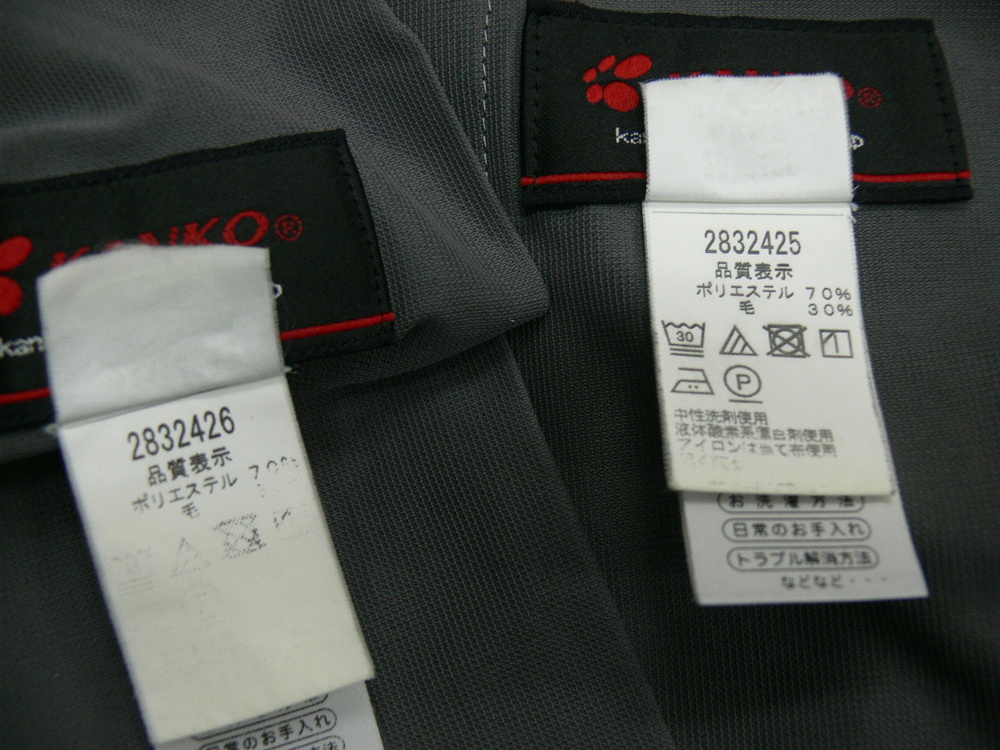 KANKO®
2832426
品質表示
ポリエステル 70%
毛
日常のお手入れ
2832425
品質表示
ポリエステル 70%
毛 30%
30
P
中性洗剤使用
液体酸素系漂白剤使用
アイロンは当て布使用
お洗濯方法
日常のお手入れ
トラブル解消方法
などなど・・・